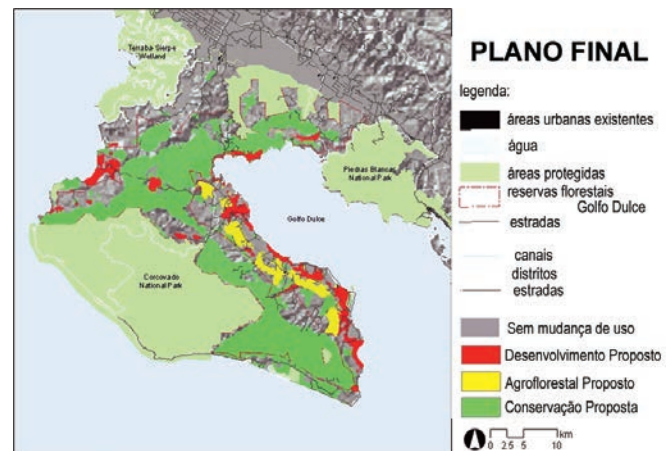 Terraba-Sierpe
Wetland
Piedras Blancas
National Park
Golfo Dulce
Corcovado
National Park
PLANO FINAL
legenda:
áreas urbanas existentes
água
áreas protegidas
reservas florestais
Golfo Dulce
estradas
canais
distritos
estradas
Sem mudança de uso
Desenvolvimento Proposto
Agroflorestal Proposto
Conservação Proposta
km
0 2.5 5 10